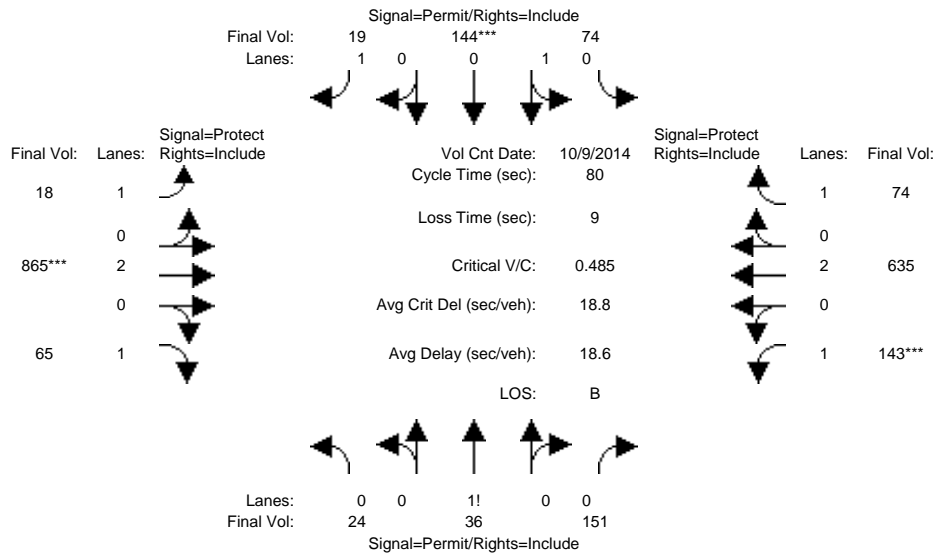 Signal=Permit/Rights=Include
Final Vol: 19 144*** 74
Lanes: 1 0 0 1 0
Signal=Protect Signal=Protect
Final Vol: Lanes: Rights=Include Vol Cnt Date: 10/9/2014 Rights=Include Lanes: Final Vol:
Cycle Time (sec): 80
18 1 1 74
Loss Time (sec): 9
0 0
865*** 2 Critical V/C: 0.485 2 635
0 Avg Crit Del (sec/veh): 18.8 0
65 1 Avg Delay (sec/veh): 18.6 1 143***
LOS: B
Lanes: 0 0 1! 0 0
Final Vol: 24 36 151
Signal=Permit/Rights=Include